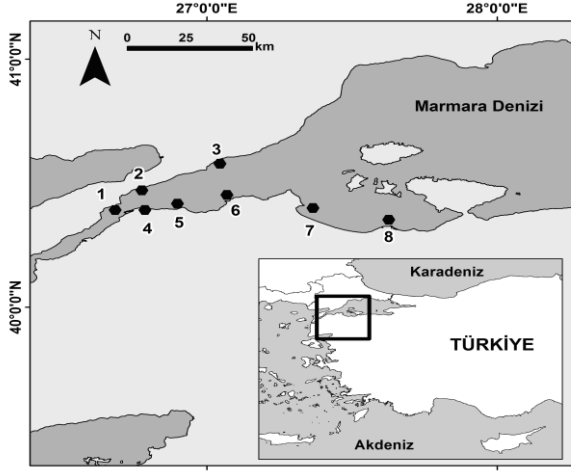 27°0'0"E
28°0'0"E
N
0 25 50
km
41°0'0"N
Marmara Denizi
3
2
1
4
5
6
7
8
40°0'0"N
Karadeniz
TÜRKİYE
Akdeniz